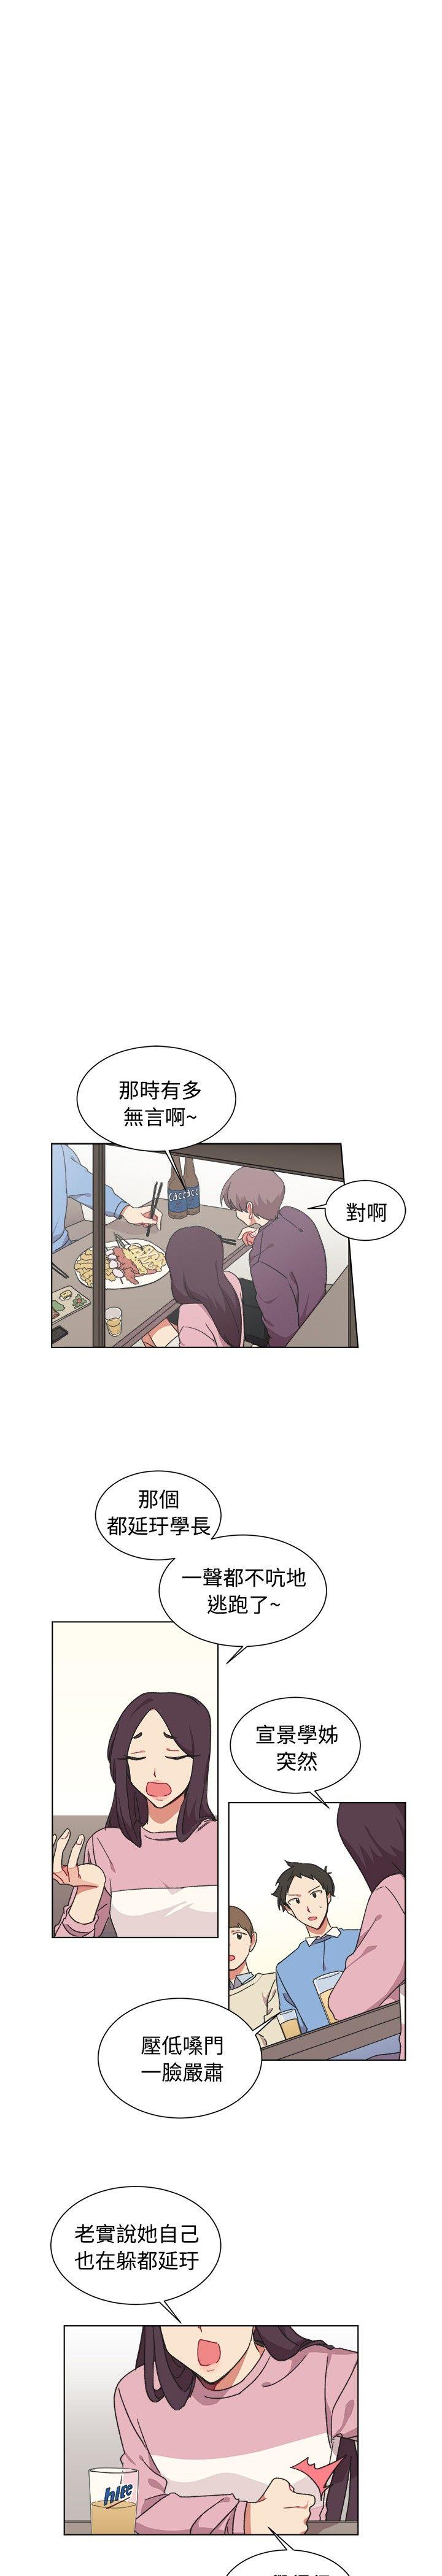 那時有多
無言啊~
對啊
那個
都延玗學長
一聲都不吭地
逃跑了~
宣景學姊
突然
壓低嗓門
一臉嚴肅
老實說她自己
也在躲都延玗